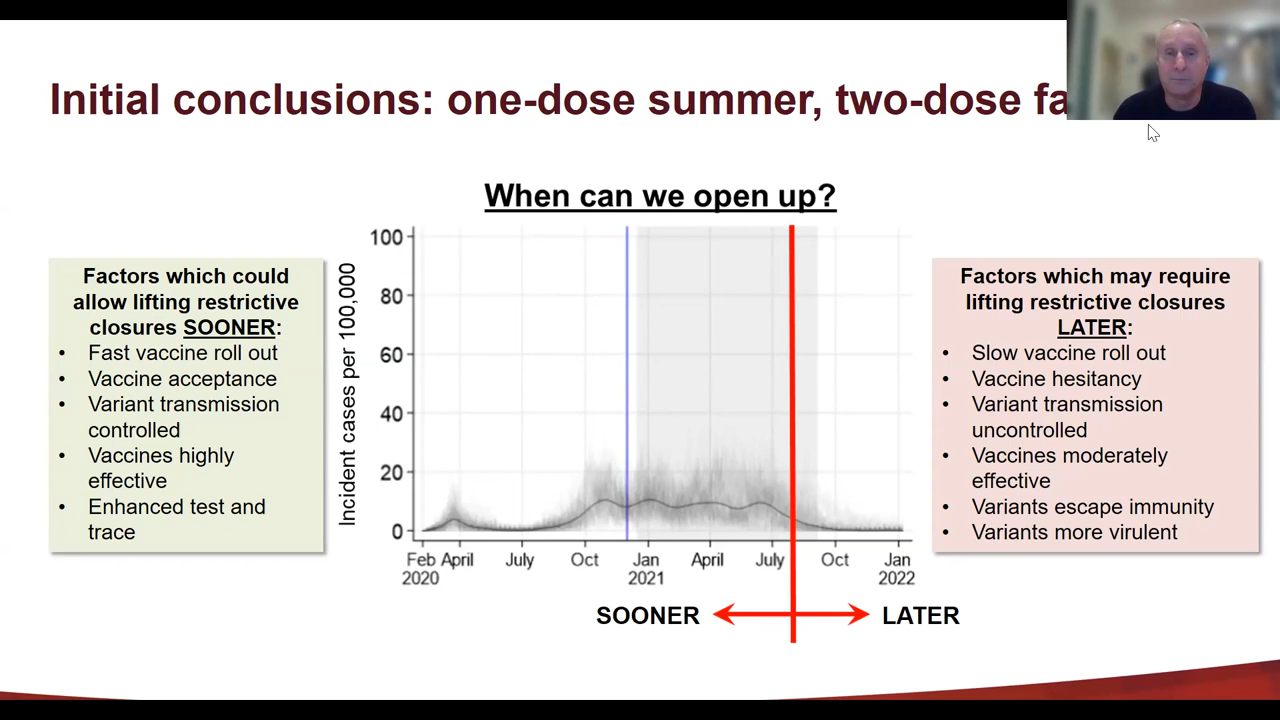 Initial conclusions: one-dose summer, two-dose
When can we open up?
Factors which could
allow lifting restrictive
closures SOONER:
• Fast vaccine roll out
• Vaccine acceptance
• Variant transmission
controlled
• Vaccines highly
effective
• Enhanced test and
trace
Incident cases per 100,000
100
80
60
40
20
0
Feb April July Oct Jan April July Oct Jan
2020 2021 2022
SOONER LATER
Factors which may require
lifting restrictive closures
LATER:
• Slow vaccine roll out
• Vaccine hesitancy
• Variant transmission
uncontrolled
• Vaccines moderately
effective
• Variants escape immunity
• Variants more virulent